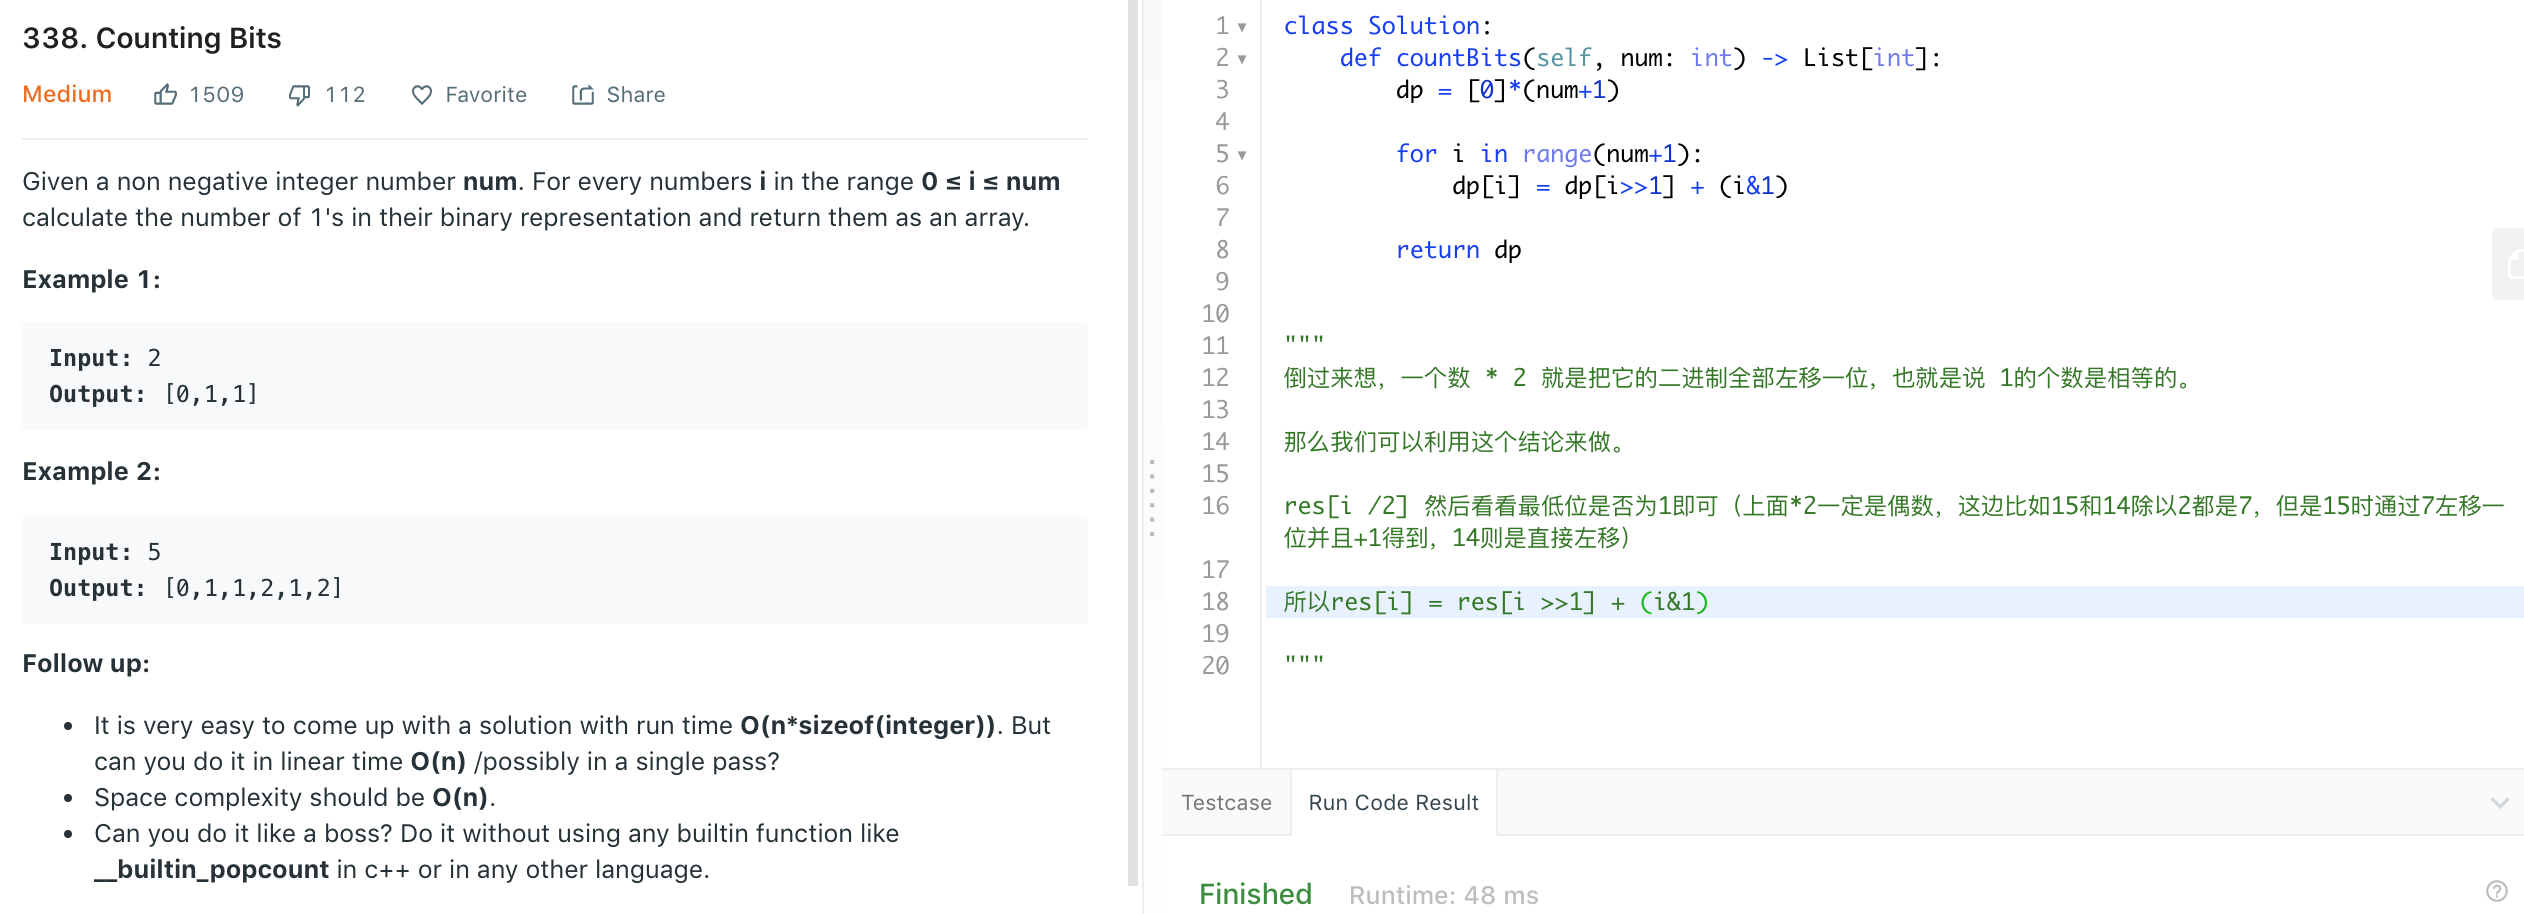 338. Counting Bits
Medium 1509 112 Favorite Share
Given a non negative integer number num. For every numbers i in the range 0 ≤ i ≤ num
calculate the number of 1's in their binary representation and return them as an array.
Example 1:
Input: 2
Output: [0,1,1]
Example 2:
Input: 5
Output: [0,1,1,2,1,2]
Follow up:
• It is very easy to come up with a solution with run time O(n*sizeof(integer)). But
can you do it in linear time O(n) /possibly in a single pass?
• Space complexity should be O(n).
• Can you do it like a boss? Do it without using any builtin function like
__builtin_popcount in c++ or in any other language.
1 class Solution:
2     def countBits(self, num: int) -> List[int]:
3         dp = [0]*(num+1)
4
5         for i in range(num+1):
6             dp[i] = dp[i>>1] + (i&1)
7
8         return dp
9
10
11 """
12 倒过来想，一个数 * 2 就是把它的二进制全部左移一位，也就是说 1的个数是相等的。
13
14 那么我们可以利用这个结论来做。
15
16 res[i /2] 然后看看最低位是否为1即可（上面*2一定是偶数，这边比如15和14除以2都是7，但是15时通过7左移一
位并且+1得到，14则是直接左移）
17
18 所以res[i] = res[i >>1] + (i&1)
19
20 """
Testcase Run Code Result
Finished Runtime: 48 ms